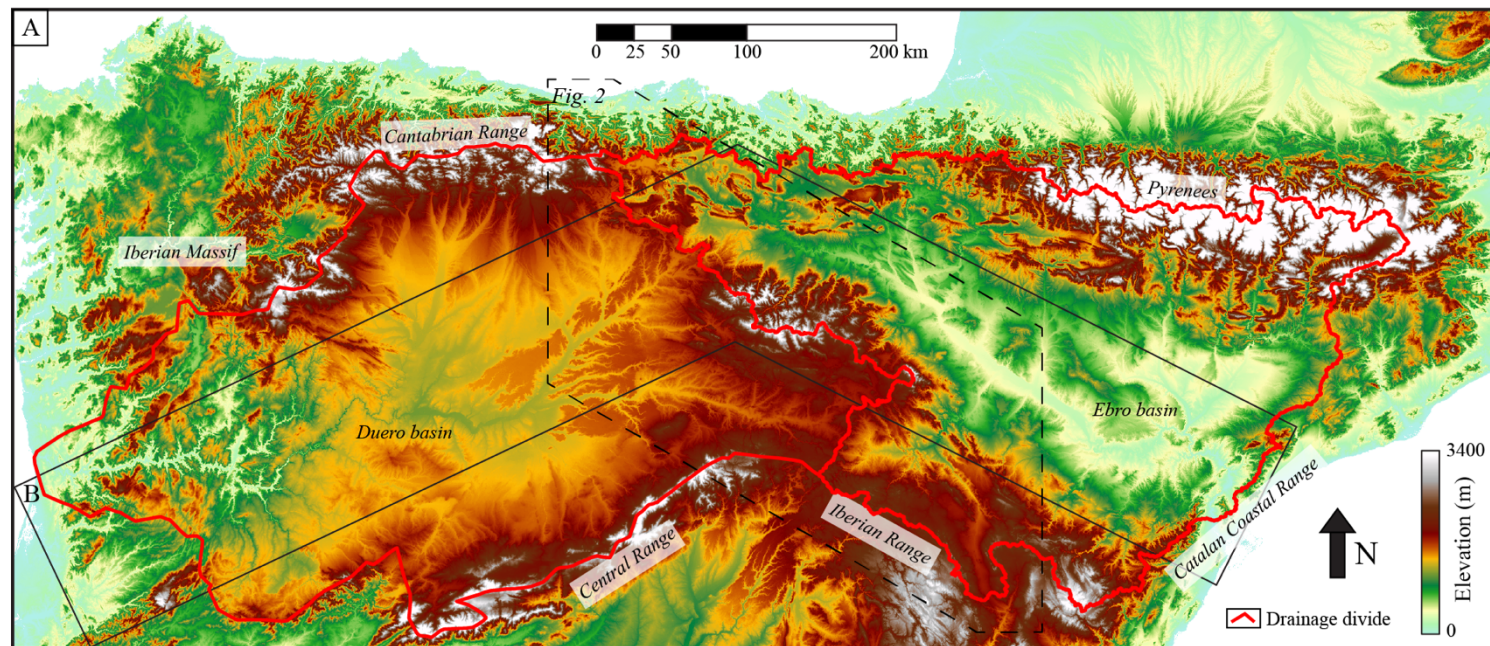 A
0 25 50 100 200 km
Fig. 2
Cantabrian Range
Pyrenees
Iberian Massif
Duero basin
Ebro basin
B
Central Range
Iberian Range
Catalan Coastal Range
N
3400
Elevation (m)
0
Drainage divide